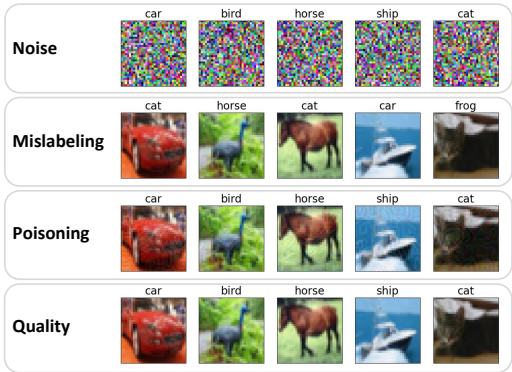 car bird horse ship cat
Noise
cat horse cat car frog
Mislabeling
car bird horse ship cat
Poisoning
car bird horse ship cat
Quality